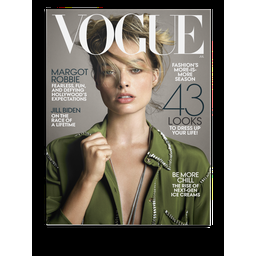 VOGUE
MARGOT
ROBBIE
FEARLESS, FUN,
AND DEFYING
HOLLYWOOD'S
EXPECTATIONS
JILL BIDEN
ON THE
RACE OF
A LIFETIME
FASHION'S
MORE-IS-
MORE
SEASON
43
LOOKS
TO DRESS UP
YOUR LIFE!
BE MORE
CHILL
THE RISE OF
NEXT-GEN
ICE CREAMS